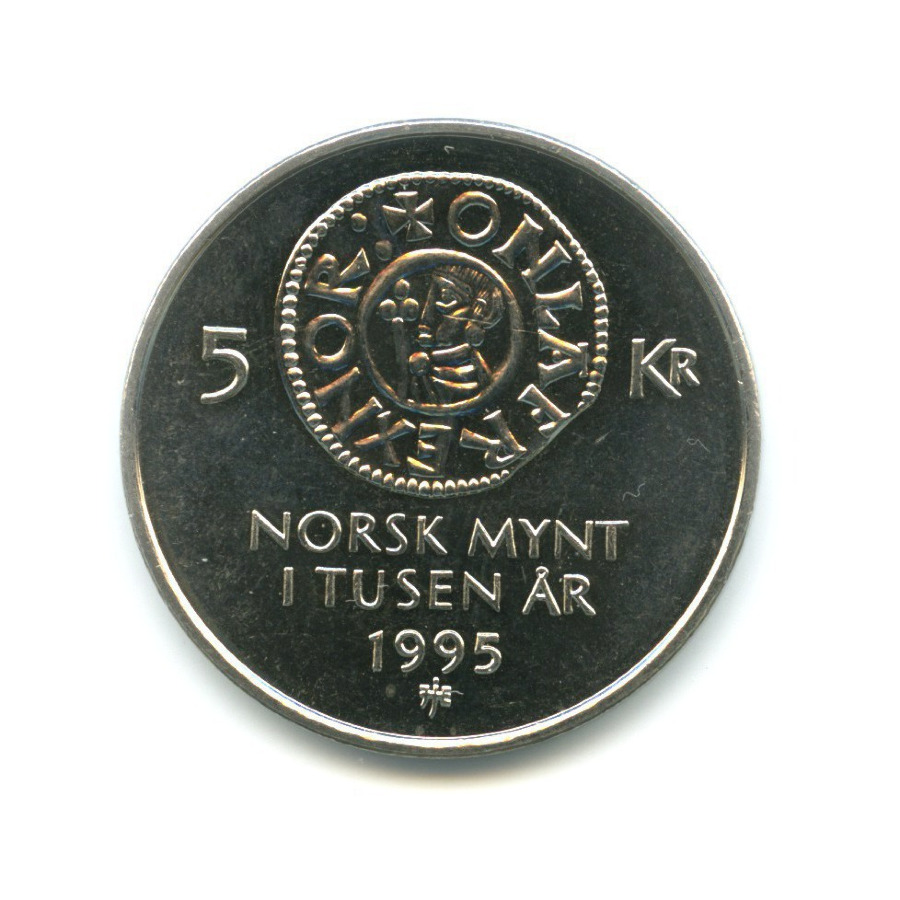 ✠ ONLAFREXNOR:
5 KR
NORSK MYNT
I TUSEN ÅR
1995